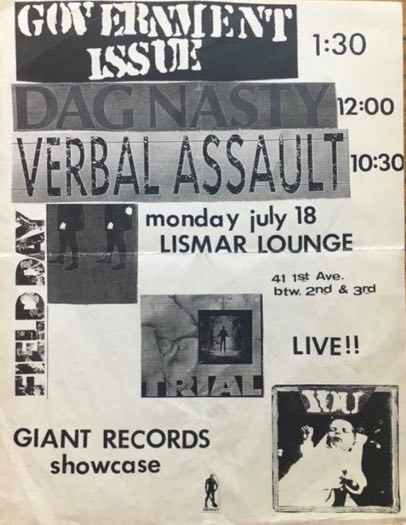 GOVERNMENT
ISSUE
1:30
DAG NASTY
12:00
VERBAL ASSAULT
10:30
FIELD DAY
monday july 18
LISMAR LOUNGE
41 1st Ave.
btw. 2nd & 3rd
TRIAL
LIVE!!
YOU
GIANT RECORDS
showcase
GIANT